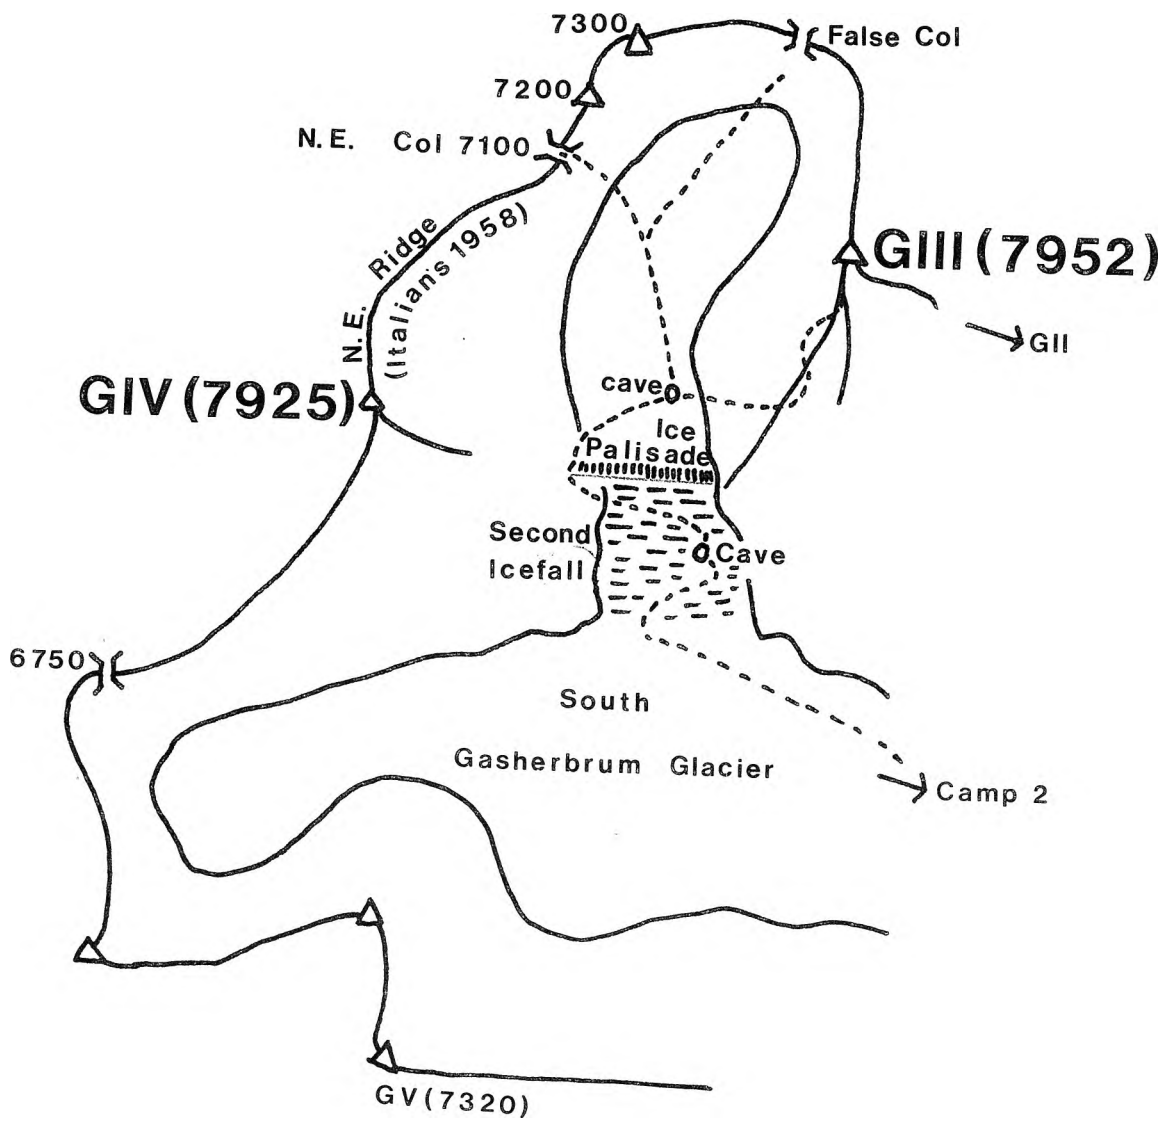 7300
False Col
7200
N.E. Col 7100
N.E. Ridge
(Italian's 1958)
GIII (7952)
GII
GIV (7925)
cave
Ice
Palisade
Second
Icefall
Cave
6750
South
Gasherbrum Glacier
Camp 2
GV (7320)